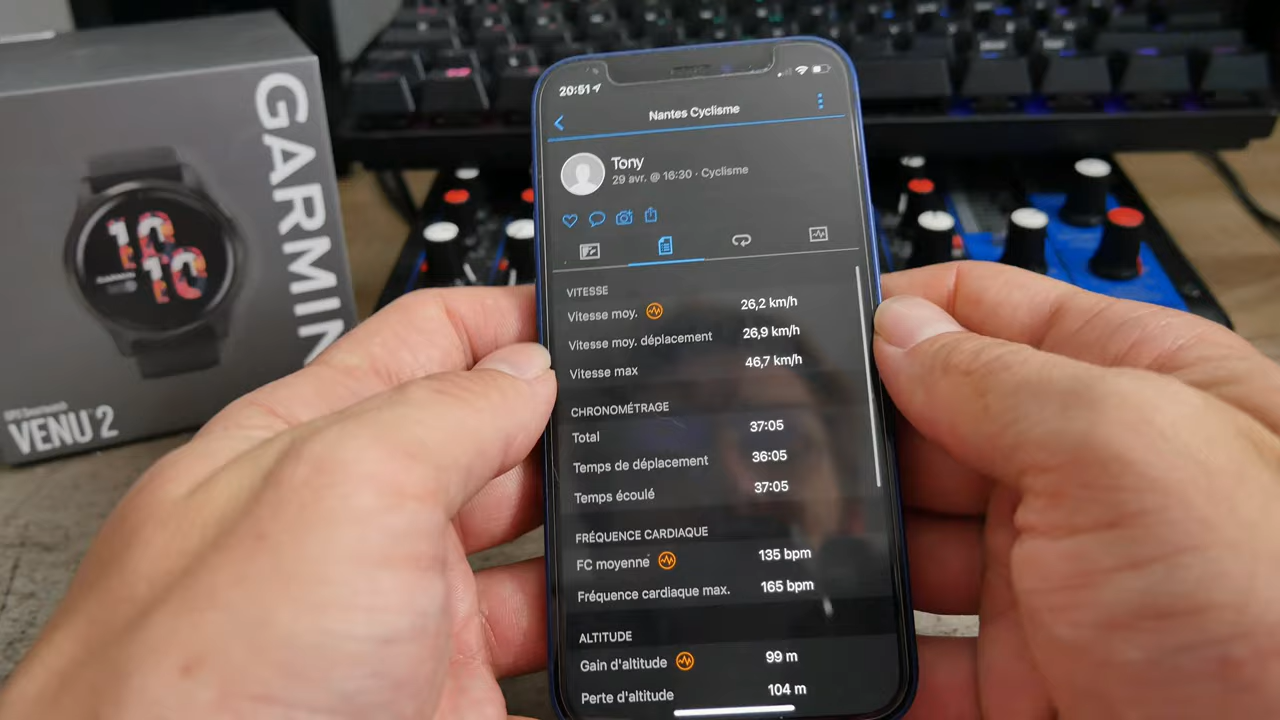 GARMIN
10
10
GPS Smartwatch
VENU 2
20:51
Nantes Cyclisme
Tony
29 avr. @ 16:30 · Cyclisme
VITESSE
Vitesse moy. 26,2 km/h
Vitesse moy. déplacement 26,9 km/h
Vitesse max 46,7 km/h
CHRONOMÉTRAGE
Total 37:05
Temps de déplacement 36:05
Temps écoulé 37:05
FRÉQUENCE CARDIAQUE
FC moyenne 135 bpm
Fréquence cardiaque max. 165 bpm
ALTITUDE
Gain d'altitude 99 m
Perte d'altitude 104 m